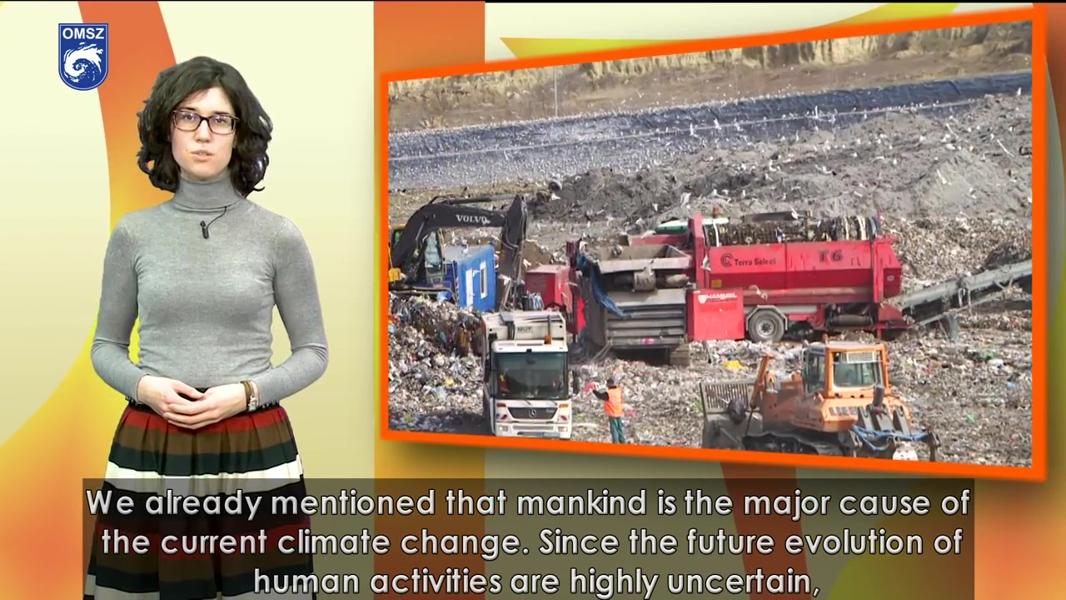 OMSZ
VOLVO
Terra Select
T6
HAMMEL
We already mentioned that mankind is the major cause of
the current climate change. Since the future evolution of
human activities are highly uncertain,